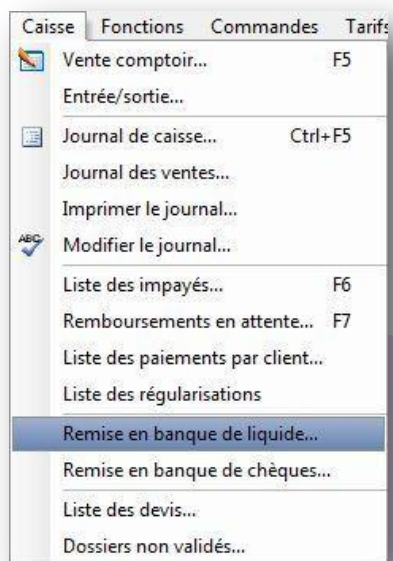 Caisse Fonctions Commandes Tarifs
Vente comptoir... F5
Entrée/sortie...
Journal de caisse... Ctrl+F5
Journal des ventes...
Imprimer le journal...
ABC Modifier le journal...
Liste des impayés... F6
Remboursements en attente... F7
Liste des paiements par client...
Liste des régularisations
Remise en banque de liquide...
Remise en banque de chèques...
Liste des devis...
Dossiers non validés...